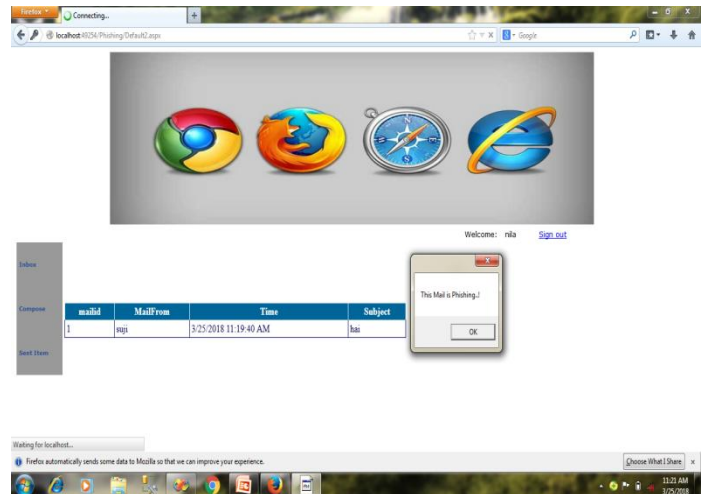 Firefox
Connecting...
+
localhost:49254/Phishing/Default2.aspx
Google
Welcome: nila Sign out
Inbox
Compose
Sent Item
mailid MailFrom Time Subject
1 suji 3/25/2018 11:19:40 AM hai
This Mail is Phishing..!
OK
Waiting for localhost...
Firefox automatically sends some data to Mozilla so that we can improve your experience.
Choose What I Share x
11:21 AM
3/25/2018